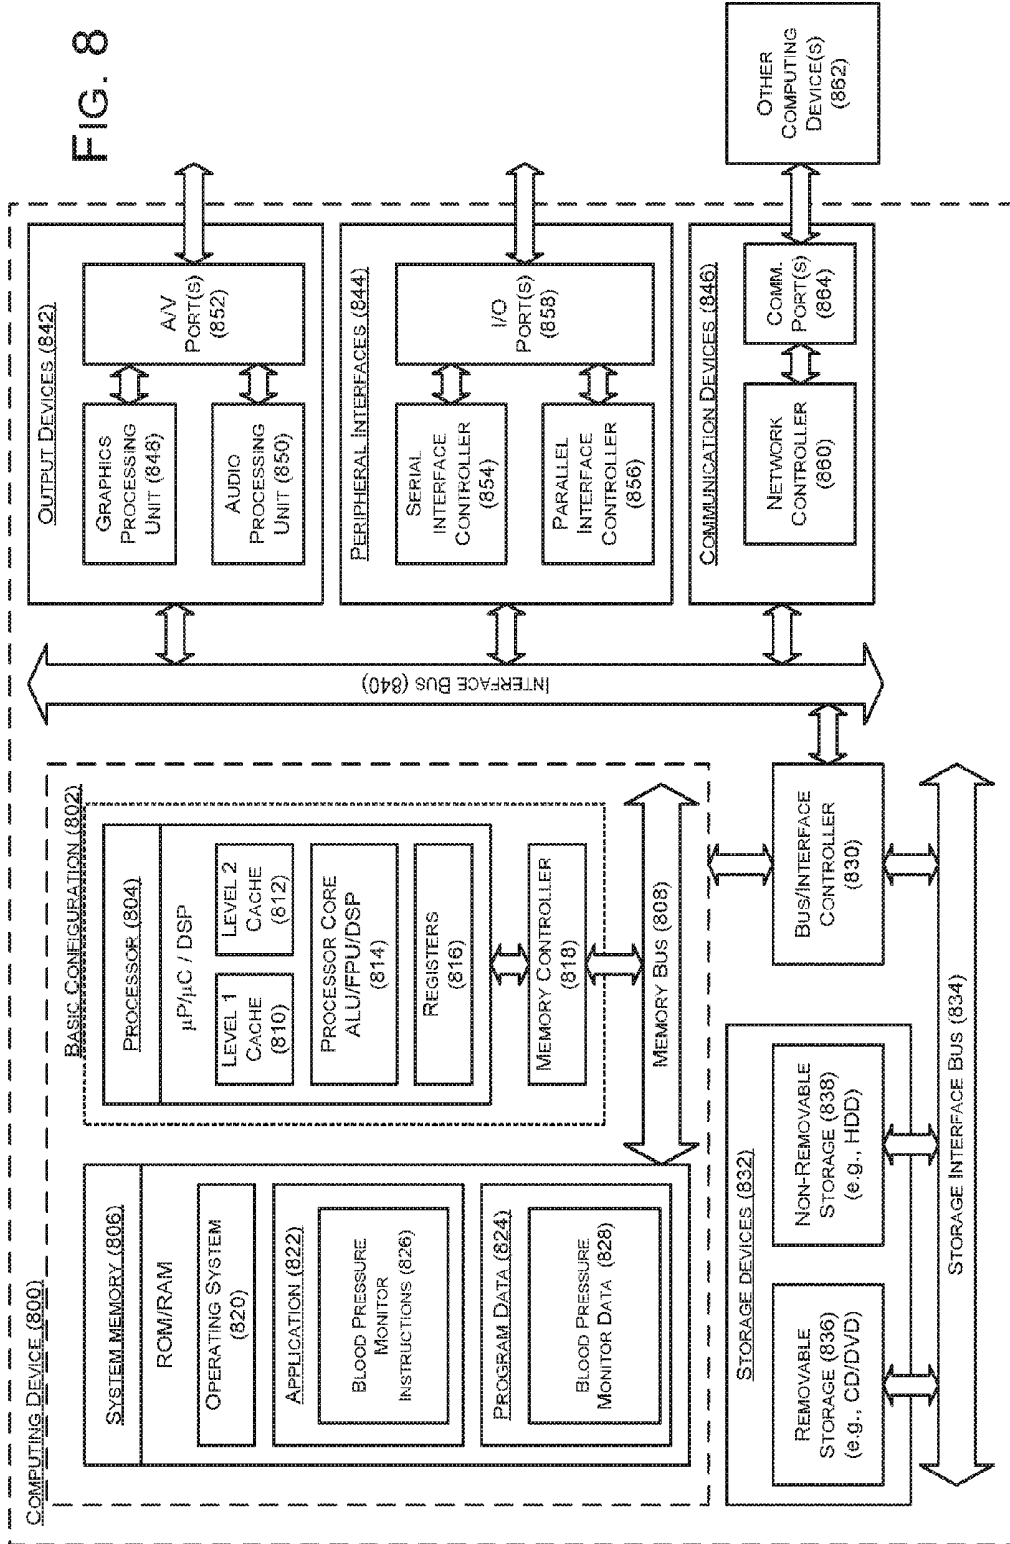 FIG. 8
COMPUTING DEVICE (800)
BASIC CONFIGURATION (802)
SYSTEM MEMORY (806)
ROM/RAM
OPERATING SYSTEM
(820)
APPLICATION (822)
BLOOD PRESSURE
MONITOR
INSTRUCTIONS (826)
PROGRAM DATA (824)
BLOOD PRESSURE
MONITOR DATA (828)
PROCESSOR (804)
µP/µC / DSP
LEVEL 1
CACHE
(810)
LEVEL 2
CACHE
(812)
PROCESSOR CORE
ALU/FPU/DSP
(814)
REGISTERS
(816)
MEMORY CONTROLLER
(818)
MEMORY BUS (808)
STORAGE DEVICES (832)
REMOVABLE
STORAGE (836)
(e.g., CD/DVD)
NON-REMOVABLE
STORAGE (838)
(e.g., HDD)
BUS/INTERFACE
CONTROLLER
(830)
STORAGE INTERFACE BUS (834)
INTERFACE BUS (840)
OUTPUT DEVICES (842)
GRAPHICS
PROCESSING
UNIT (848)
AUDIO
PROCESSING
UNIT (850)
A/V
PORT(S)
(852)
PERIPHERAL INTERFACES (844)
SERIAL
INTERFACE
CONTROLLER
(854)
PARALLEL
INTERFACE
CONTROLLER
(856)
I/O
PORT(S)
(858)
COMMUNICATION DEVICES (846)
NETWORK
CONTROLLER
(860)
COMM.
PORT(S)
(864)
OTHER
COMPUTING
DEVICE(S)
(862)